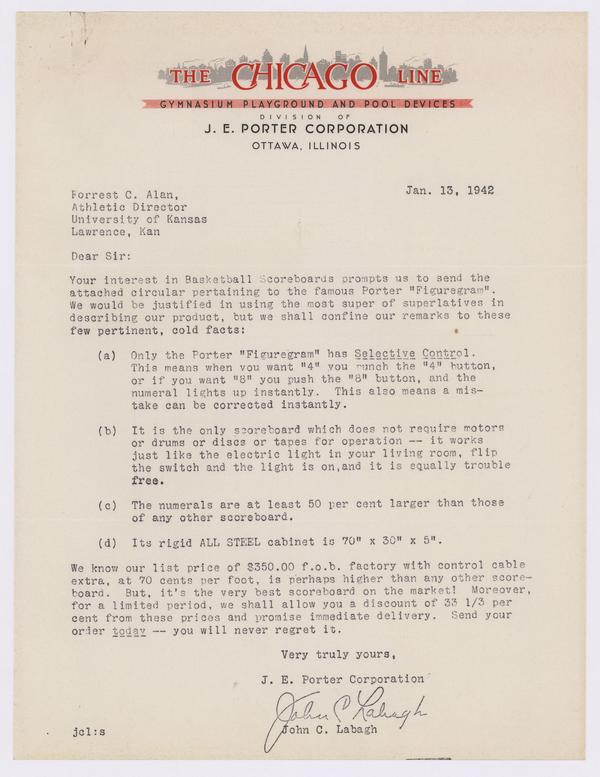 THE CHICAGO LINE
GYMNASIUM PLAYGROUND AND POOL DEVICES
DIVISION OF
J. E. PORTER CORPORATION
OTTAWA, ILLINOIS
Jan. 13, 1942
Forrest C. Alan,
Athletic Director
University of Kansas
Lawrence, Kan
Dear Sir:
Your interest in Basketball Scoreboards prompts us to send the
attached circular pertaining to the famous Porter "Figuregram".
We would be justified in using the most super of superlatives in
describing our product, but we shall confine our remarks to these
few pertinent, cold facts:
(a) Only the Porter "Figuregram" has Selective Control.
This means when you want "4" you punch the "4" button,
or if you want "8" you push the "8" button, and the
numeral lights up instantly. This also means a mis-
take can be corrected instantly.
(b) It is the only scoreboard which does not require motors
or drums or discs or tapes for operation -- it works
just like the electric light in your living room, flip
the switch and the light is on,and it is equally trouble
free.
(c) The numerals are at least 50 per cent larger than those
of any other scoreboard.
(d) Its rigid ALL STEEL cabinet is 70" x 30" x 5".
We know our list price of $350.00 f.o.b. factory with control cable
extra, at 70 cents per foot, is perhaps higher than any other score-
board. But, it's the very best scoreboard on the market! Moreover,
for a limited period, we shall allow you a discount of 33 1/3 per
cent from these prices and promise immediate delivery. Send your
order today -- you will never regret it.
Very truly yours,
J. E. Porter Corporation
John C Labagh
John C. Labagh
jcl:s